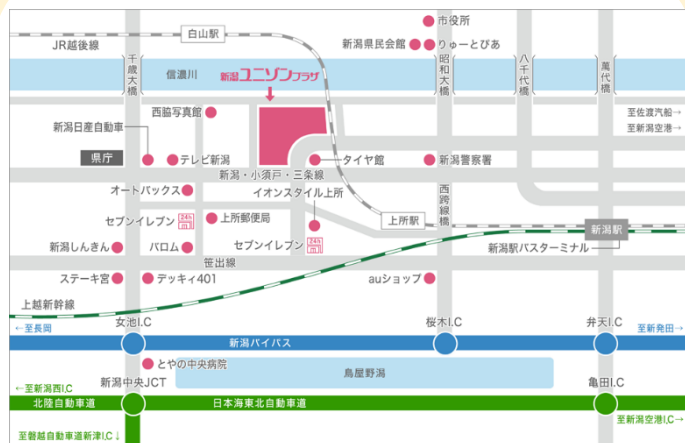 市役所
白山駅
JR越後線
新潟県民会館
りゅーとぴあ
千歳大橋
昭和大橋
八千代橋
萬代橋
信濃川
新潟ユニゾンプラザ
西脇写真館
至佐渡汽船→
至新潟空港→
新潟日産自動車
県庁
テレビ新潟
タイヤ館
新潟警察署
新潟・小須戸・三条線
オートバックス
イオンスタイル上所
西跨線橋
セブンイレブン
24h
上所郵便局
上所駅
新潟駅
新潟しんきん
バロム
セブンイレブン
24h
新潟駅バスターミナル
笹出線
ステーキ宮
デッキィ401
auショップ
上越新幹線
女池I.C
桜木I.C
弁天I.C
←至長岡
新潟バイパス
至新発田→
とやの中央病院
鳥屋野潟
新潟中央JCT
亀田I.C
←至新潟西I.C
北陸自動車道
日本海東北自動車道
至新潟空港I.C→
至磐越自動車道新津I.C↓